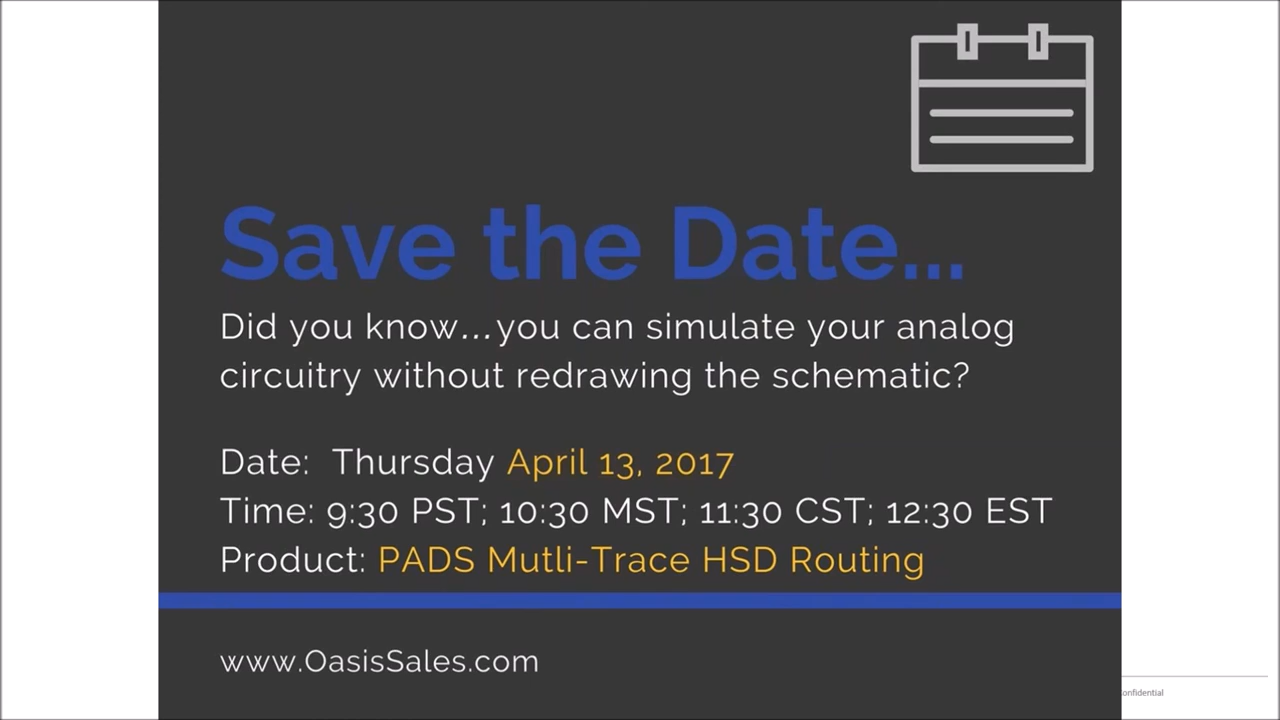 Save the Date...
Did you know...you can simulate your analog
circuitry without redrawing the schematic?
Date: Thursday April 13, 2017
Time: 9:30 PST; 10:30 MST; 11:30 CST; 12:30 EST
Product: PADS Mutli-Trace HSD Routing
www.OasisSales.com
onfidential